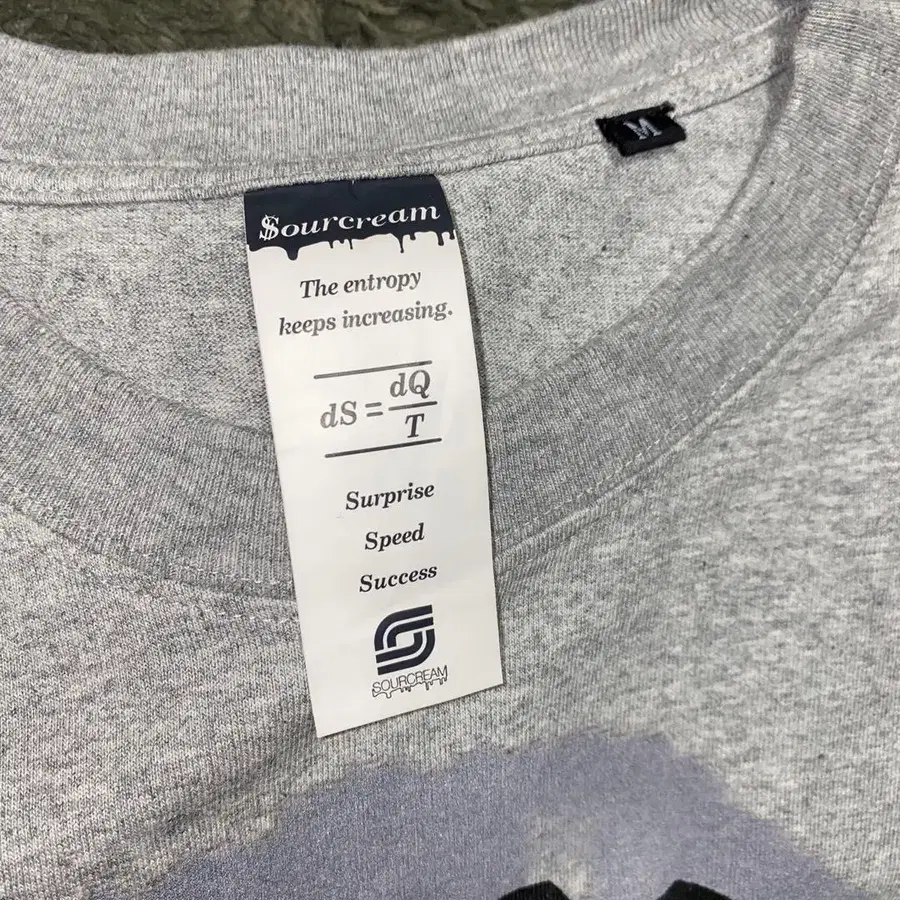 M
$ourcream
The entropy
keeps increasing.
dS = dQ/T
Surprise
Speed
Success
SOURCREAM